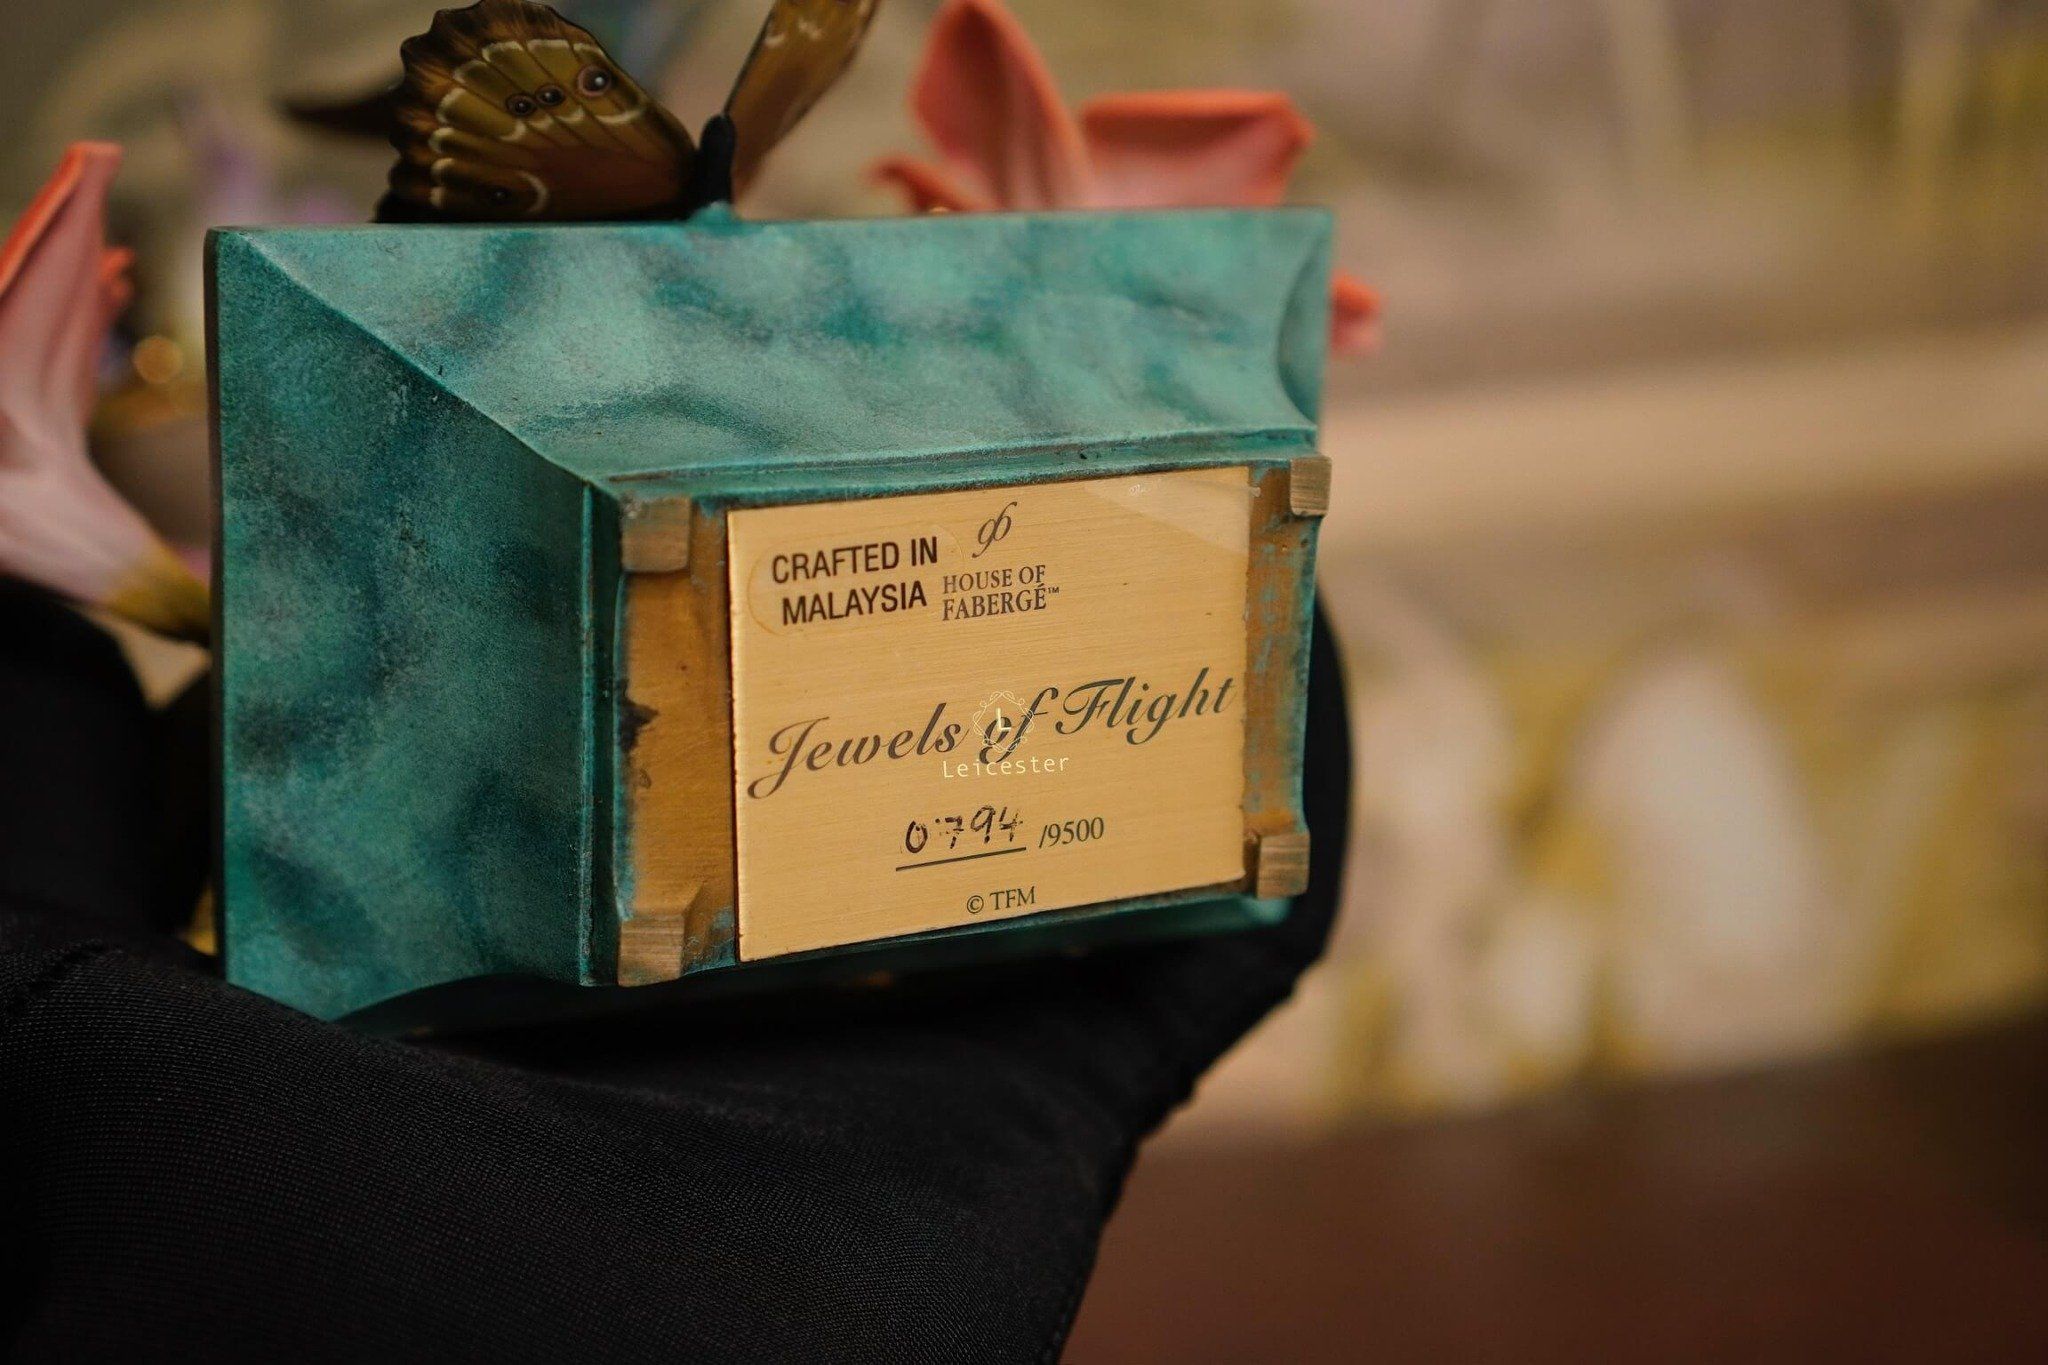 CRAFTED IN
MALAYSIA
HOUSE OF
FABERGÉ™
Jewels of Flight
Leicester
0794 /9500
© TFM